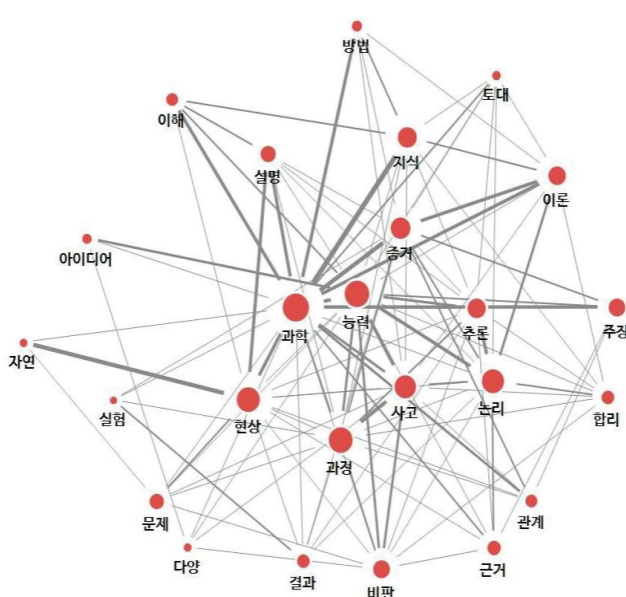 방법
토대
이해
지식
설명
이론
증거
아이디어
과학
능력
추론
주장
자연
실험
현상
사고
논리
합리
과정
문제
관계
다양
결과
비판
근거